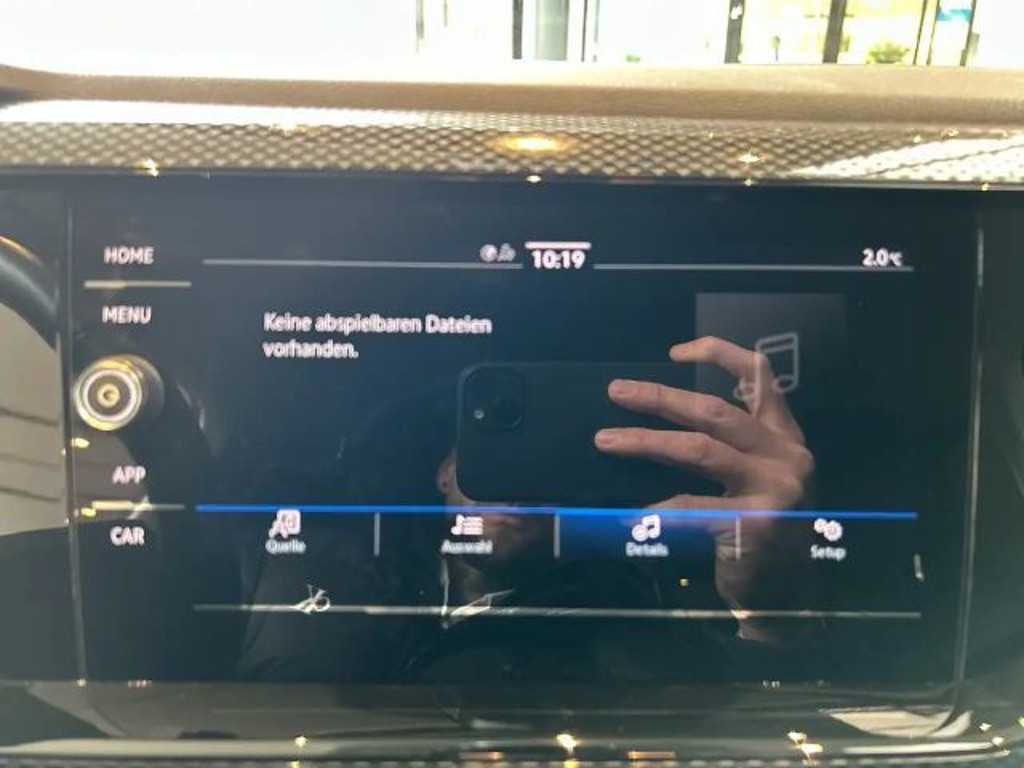 HOME
10:19
2.0°C
MENU
Keine abspielbaren Dateien
vorhanden.
APP
CAR
Quelle
Auswahl
Details
Setup